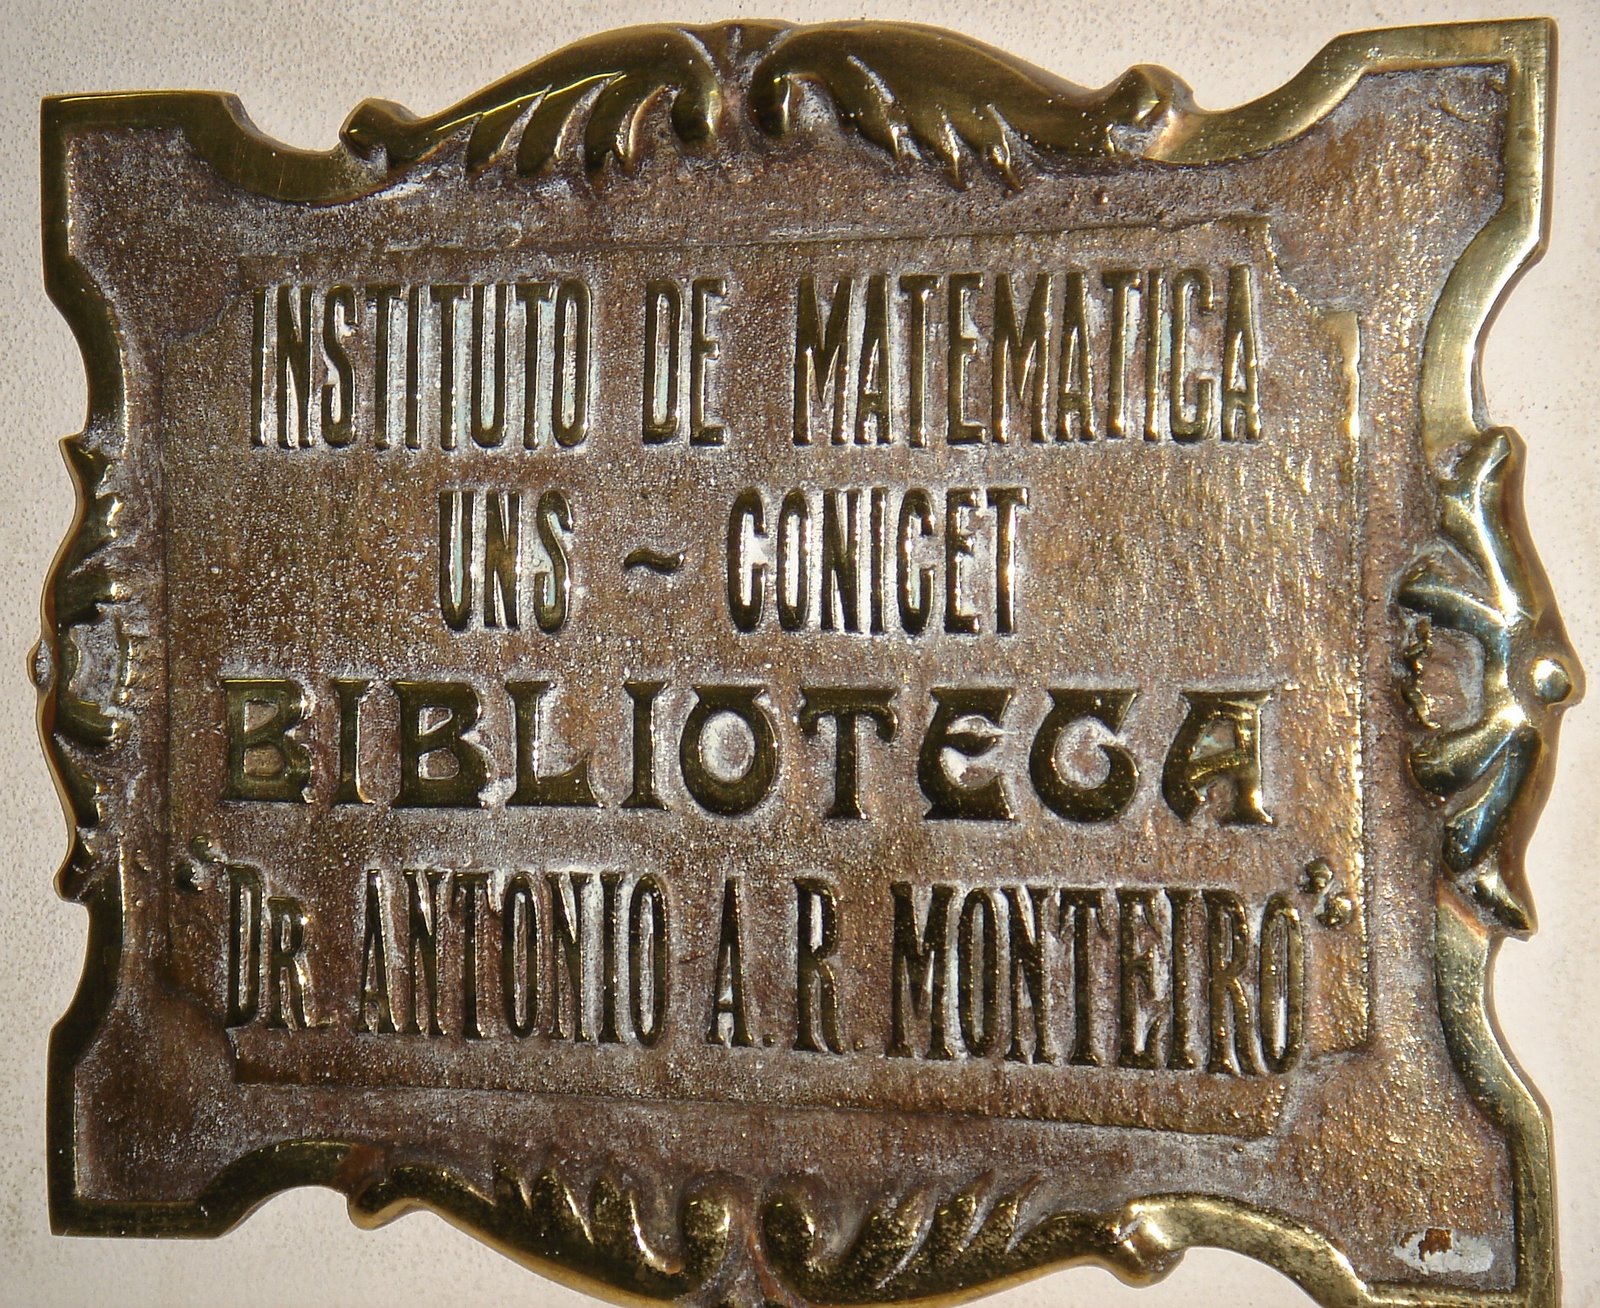 INSTITUTO DE MATEMATICA
UNS ~ CONICET
BIBLIOTECA
"DR. ANTONIO A. R. MONTEIRO"